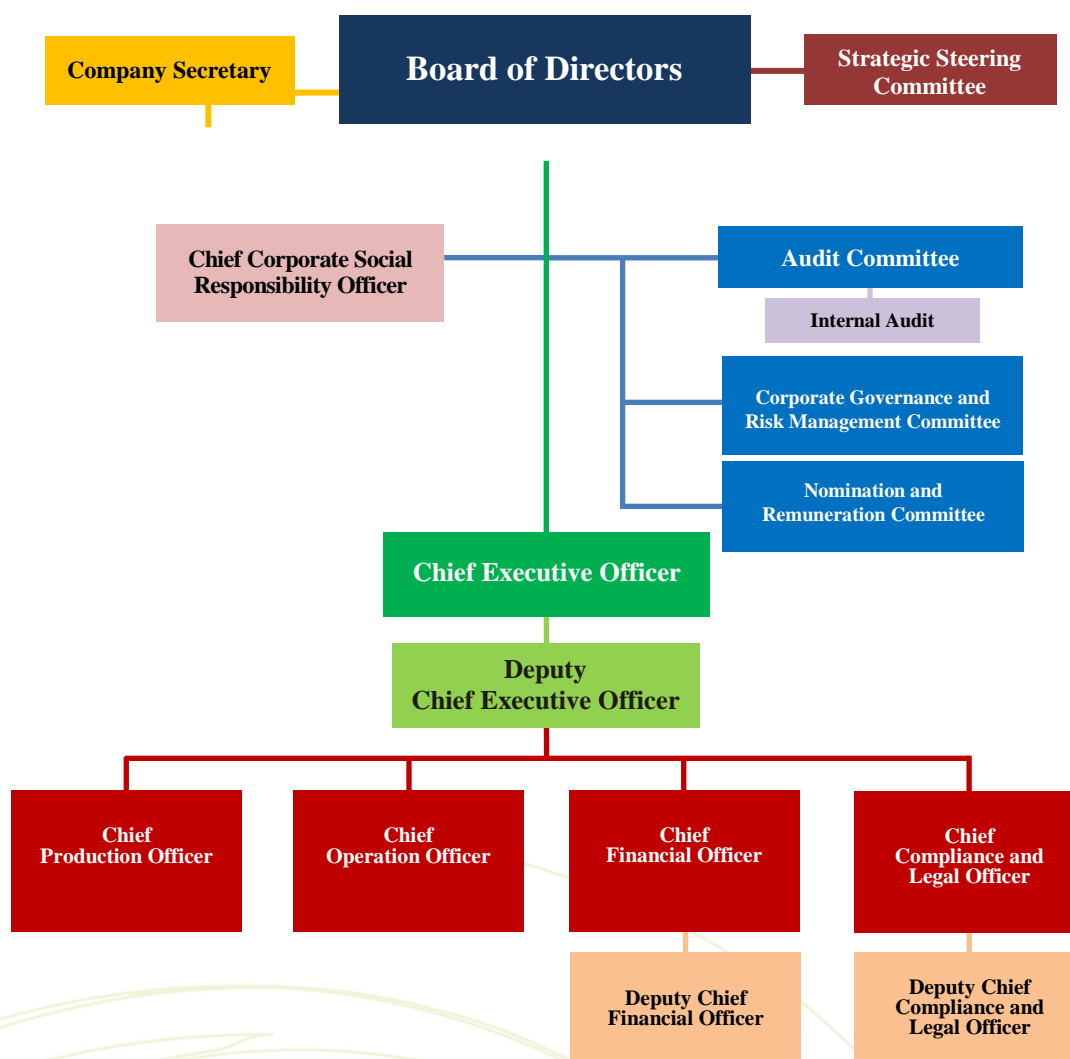 Company Secretary
Board of Directors
Strategic Steering
Committee
Chief Corporate Social
Responsibility Officer
Audit Committee
Internal Audit
Corporate Governance and
Risk Management Committee
Nomination and
Remuneration Committee
Chief Executive Officer
Deputy
Chief Executive Officer
Chief
Production Officer
Chief
Operation Officer
Chief
Financial Officer
Chief
Compliance and
Legal Officer
Deputy Chief
Financial Officer
Deputy Chief
Compliance and
Legal Officer